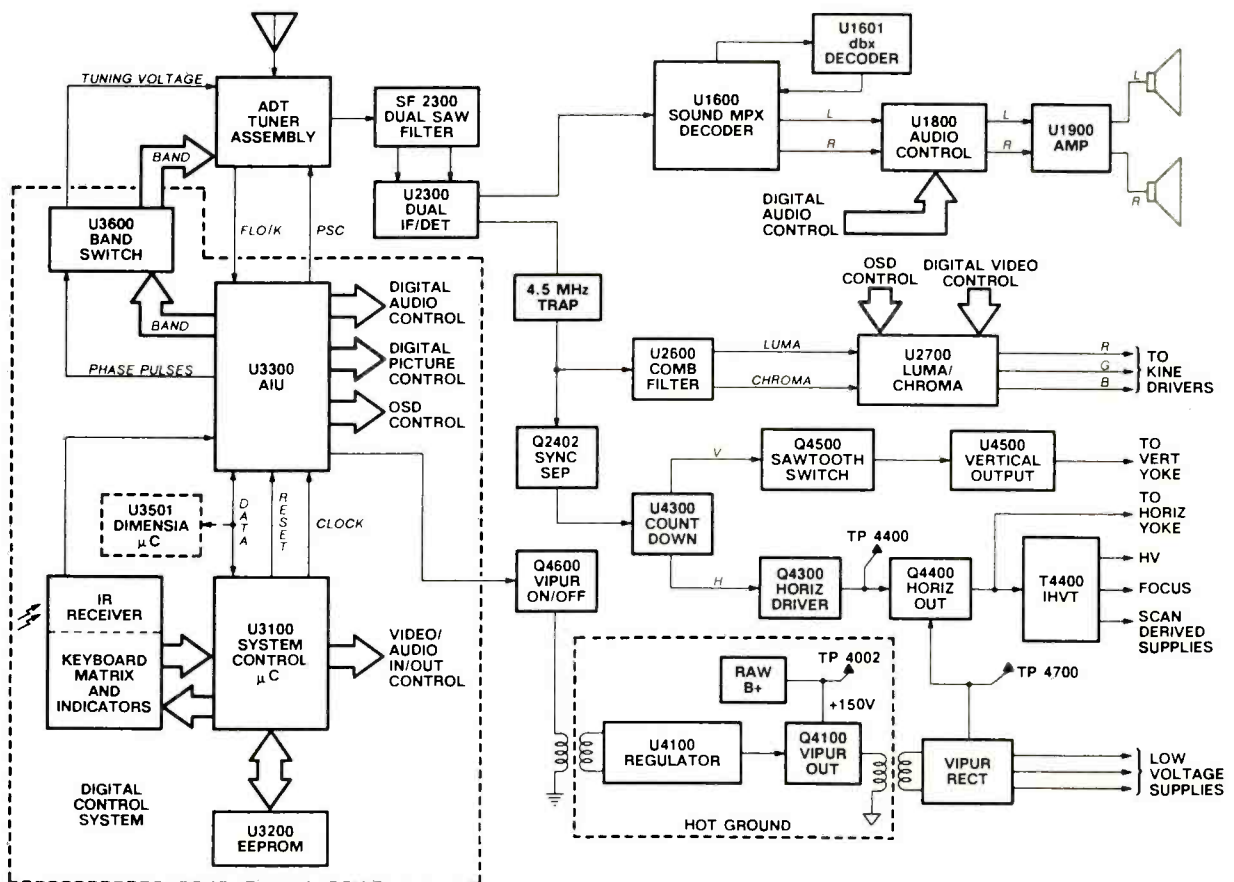 TUNING VOLTAGE
ADT
TUNER
ASSEMBLY
SF 2300
DUAL SAW
FILTER
U2300
DUAL
IF/DET
U1601
dbx
DECODER
U1600
SOUND MPX
DECODER
L
R
U1800
AUDIO
CONTROL
L
R
U1900
AMP
L
R
DIGITAL
AUDIO
CONTROL
BAND
U3600
BAND
SWITCH
FLO/K
PSC
BAND
PHASE PULSES
U3300
AIU
DIGITAL
AUDIO
CONTROL
DIGITAL
PICTURE
CONTROL
OSD
CONTROL
4.5 MHz
TRAP
OSD
CONTROL
DIGITAL VIDEO
CONTROL
U2600
COMB
FILTER
LUMA
CHROMA
U2700
LUMA/
CHROMA
R
G
B
TO
KINE
DRIVERS
Q2402
SYNC
SEP
V
Q4500
SAWTOOTH
SWITCH
U4500
VERTICAL
OUTPUT
TO
VERT
YOKE
U4300
COUNT
DOWN
TO
HORIZ
YOKE
H
Q4300
HORIZ
DRIVER
TP 4400
Q4400
HORIZ
OUT
T4400
IHVT
HV
FOCUS
SCAN
DERIVED
SUPPLIES
U3501
DIMENSIA
μC
DATA
RESET
CLOCK
Q4600
VIPUR
ON/OFF
IR
RECEIVER
KEYBOARD
MATRIX
AND
INDICATORS
U3100
SYSTEM
CONTROL
μC
VIDEO/
AUDIO
IN/OUT
CONTROL
RAW
B+
TP 4002
+150V
TP 4700
U4100
REGULATOR
Q4100
VIPUR
OUT
VIPUR
RECT
LOW
VOLTAGE
SUPPLIES
HOT GROUND
DIGITAL
CONTROL
SYSTEM
U3200
EEPROM